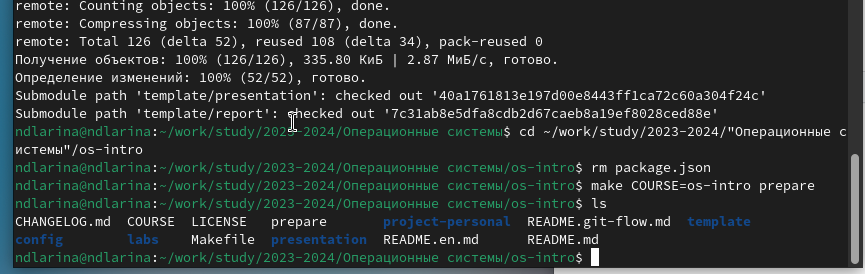 remote: Counting objects: 100% (126/126), done.
remote: Compressing objects: 100% (87/87), done.
remote: Total 126 (delta 52), reused 108 (delta 34), pack-reused 0
Получение объектов: 100% (126/126), 335.80 КиБ | 2.87 МиБ/с, готово.
Определение изменений: 100% (52/52), готово.
Submodule path 'template/presentation': checked out '40a1761813e197d00e8443ff1ca72c60a304f24c'
Submodule path 'template/report': checked out '7c31ab8e5dfa8cdb2d67caeb8a19ef8028ced88e'
ndlarina@ndlarina:~/work/study/2023-2024/Операционные системы$ cd ~/work/study/2023-2024/"Операционные с
истемы"/os-intro
ndlarina@ndlarina:~/work/study/2023-2024/Операционные системы/os-intro$ rm package.json
ndlarina@ndlarina:~/work/study/2023-2024/Операционные системы/os-intro$ make COURSE=os-intro prepare
ndlarina@ndlarina:~/work/study/2023-2024/Операционные системы/os-intro$ ls
CHANGELOG.md COURSE LICENSE prepare project-personal README.git-flow.md template
config labs Makefile presentation README.en.md README.md
ndlarina@ndlarina:~/work/study/2023-2024/Операционные системы/os-intro$